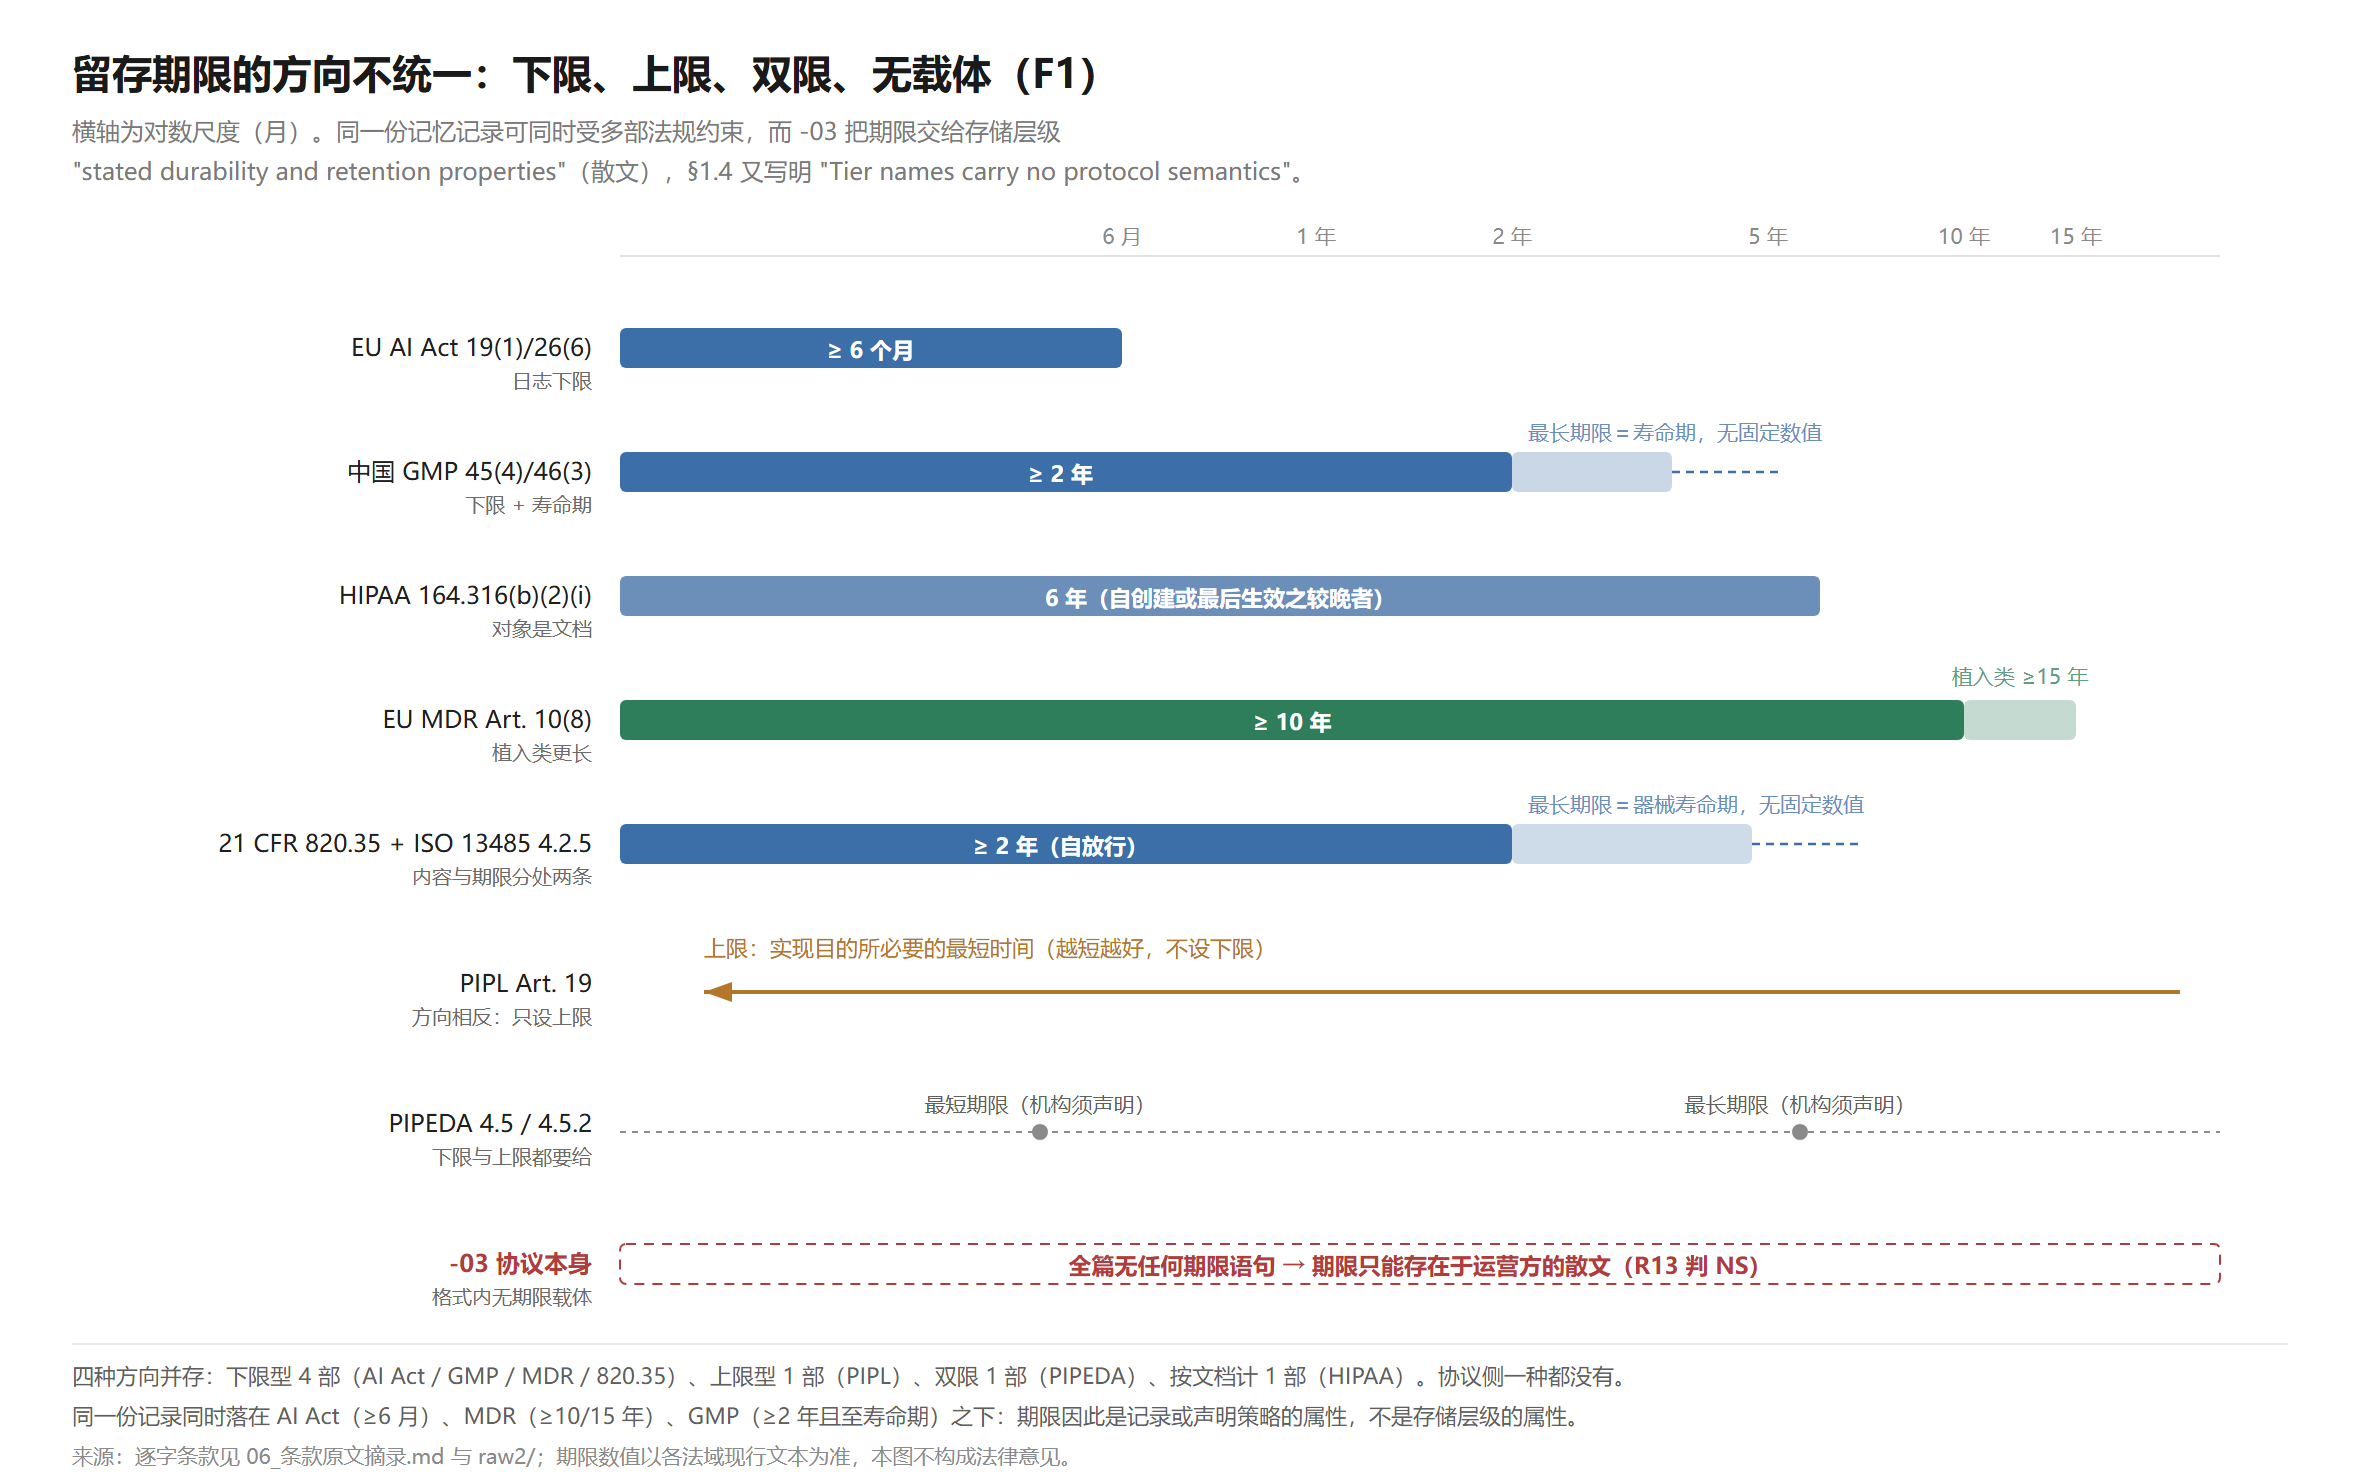 留存期限的方向不统一：下限、上限、双限、无载体（F1）
横轴为对数尺度（月）。同一份记忆记录可同时受多部法规约束，而 -03 把期限交给存储层级
"stated durability and retention properties"（散文），§1.4 又写明 "Tier names carry no protocol semantics"。
6 月
1 年
2 年
5 年
10 年
15 年
EU AI Act 19(1)/26(6)
日志下限
≥ 6 个月
最长期限＝寿命期，无固定数值
中国 GMP 45(4)/46(3)
下限 + 寿命期
≥ 2 年
HIPAA 164.316(b)(2)(i)
对象是文档
6 年（自创建或最后生效之较晚者）
植入类 ≥15 年
EU MDR Art. 10(8)
植入类更长
≥ 10 年
最长期限＝器械寿命期，无固定数值
21 CFR 820.35 + ISO 13485 4.2.5
内容与期限分处两条
≥ 2 年（自放行）
上限：实现目的所必要的最短时间（越短越好，不设下限）
PIPL Art. 19
方向相反：只设上限
最短期限（机构须声明）
最长期限（机构须声明）
PIPEDA 4.5 / 4.5.2
下限与上限都要给
-03 协议本身
格式内无期限载体
全篇无任何期限语句 → 期限只能存在于运营方的散文（R13 判 NS）
四种方向并存：下限型 4 部（AI Act / GMP / MDR / 820.35）、上限型 1 部（PIPL）、双限 1 部（PIPEDA）、按文档计 1 部（HIPAA）。协议侧一种都没有。
同一份记录同时落在 AI Act（≥6 月）、MDR（≥10/15 年）、GMP（≥2 年且至寿命期）之下：期限因此是记录或声明策略的属性，不是存储层级的属性。
来源：逐字条款见 06_条款原文摘录.md 与 raw2/；期限数值以各法域现行文本为准，本图不构成法律意见。